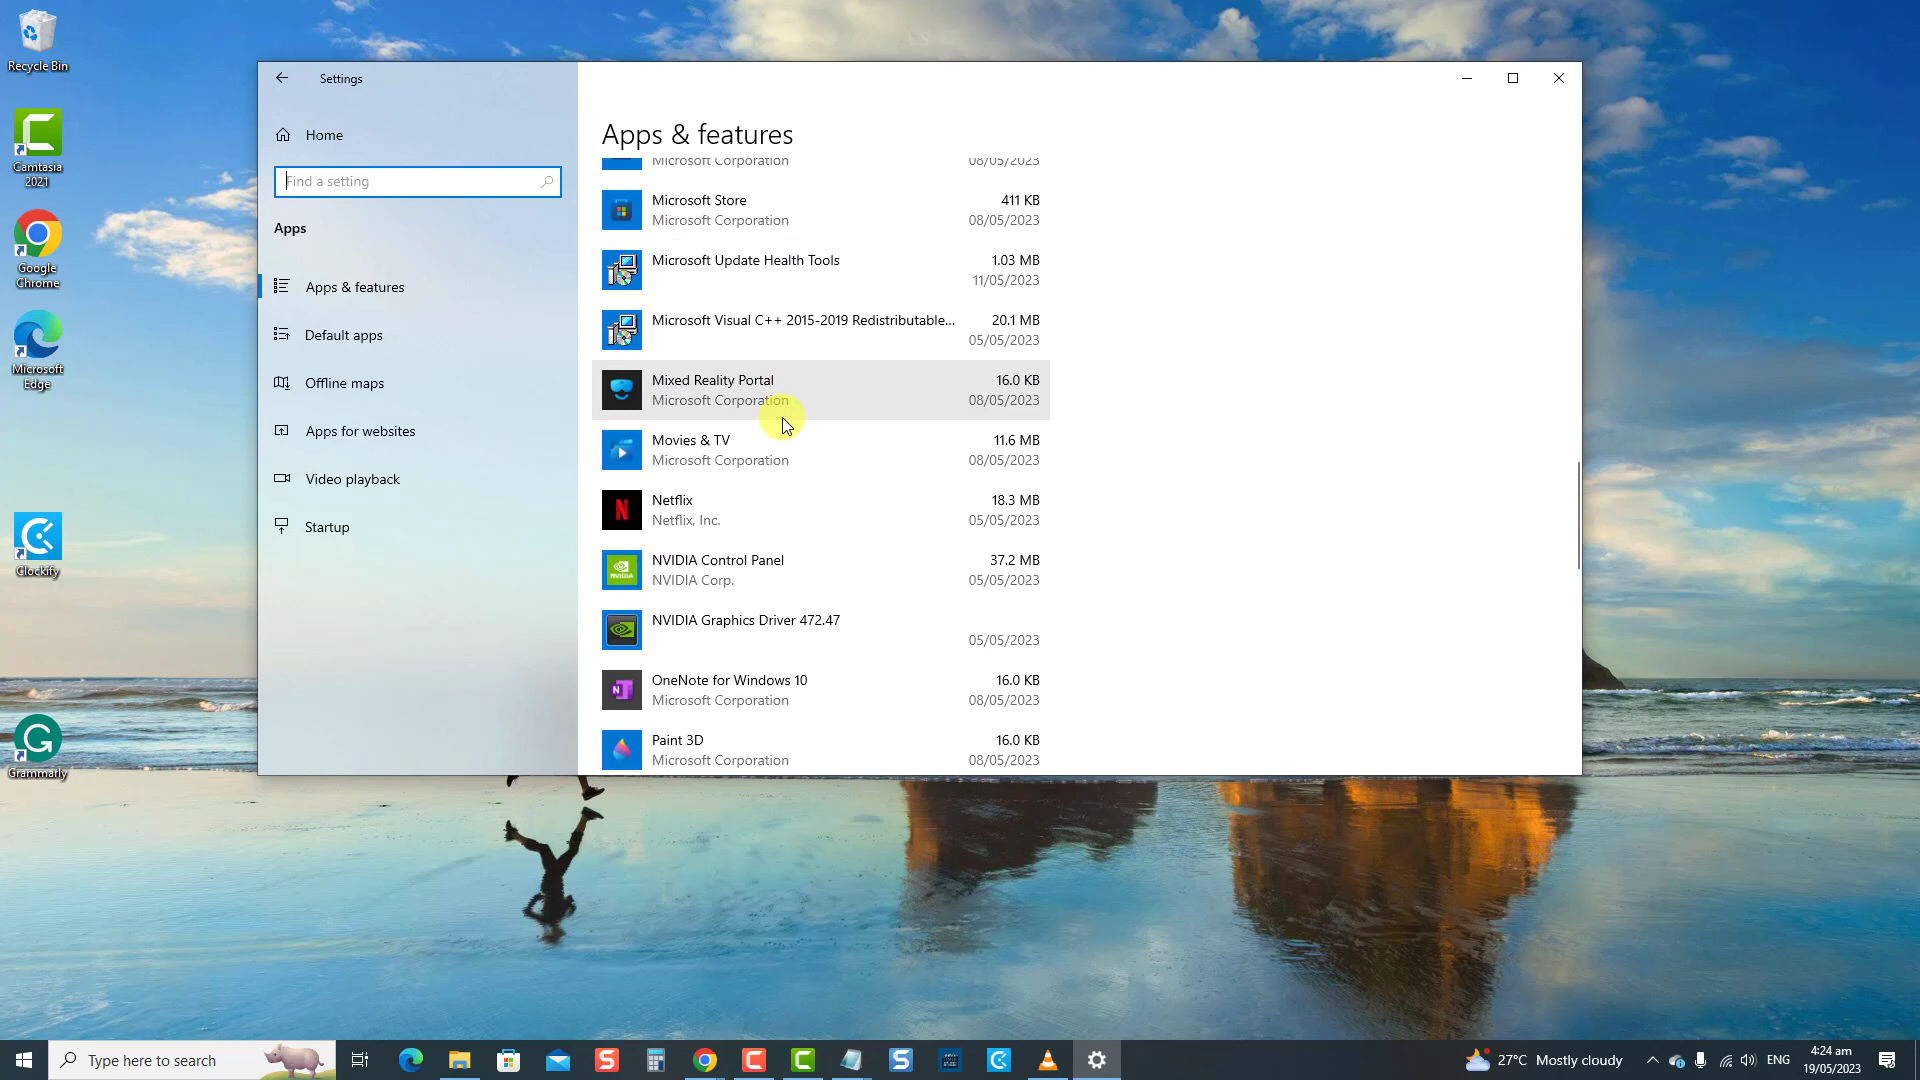 Recycle Bin
Camtasia
2021
Google
Chrome
Microsoft
Edge
Clockify
Grammarly
Settings
Home
Find a setting
Apps
Apps & features
Default apps
Offline maps
Apps for websites
Video playback
Startup
Apps & features
Microsoft Corporation 08/05/2023
Microsoft Store 411 KB
Microsoft Corporation 08/05/2023
Microsoft Update Health Tools 1.03 MB
11/05/2023
Microsoft Visual C++ 2015-2019 Redistributable... 20.1 MB
05/05/2023
Mixed Reality Portal 16.0 KB
Microsoft Corporation 08/05/2023
Movies & TV 11.6 MB
Microsoft Corporation 08/05/2023
Netflix 18.3 MB
Netflix, Inc. 05/05/2023
NVIDIA Control Panel 37.2 MB
NVIDIA Corp. 05/05/2023
NVIDIA Graphics Driver 472.47
05/05/2023
OneNote for Windows 10 16.0 KB
Microsoft Corporation 08/05/2023
Paint 3D 16.0 KB
Microsoft Corporation 08/05/2023
Type here to search
27°C Mostly cloudy
ENG
4:24 am
19/05/2023